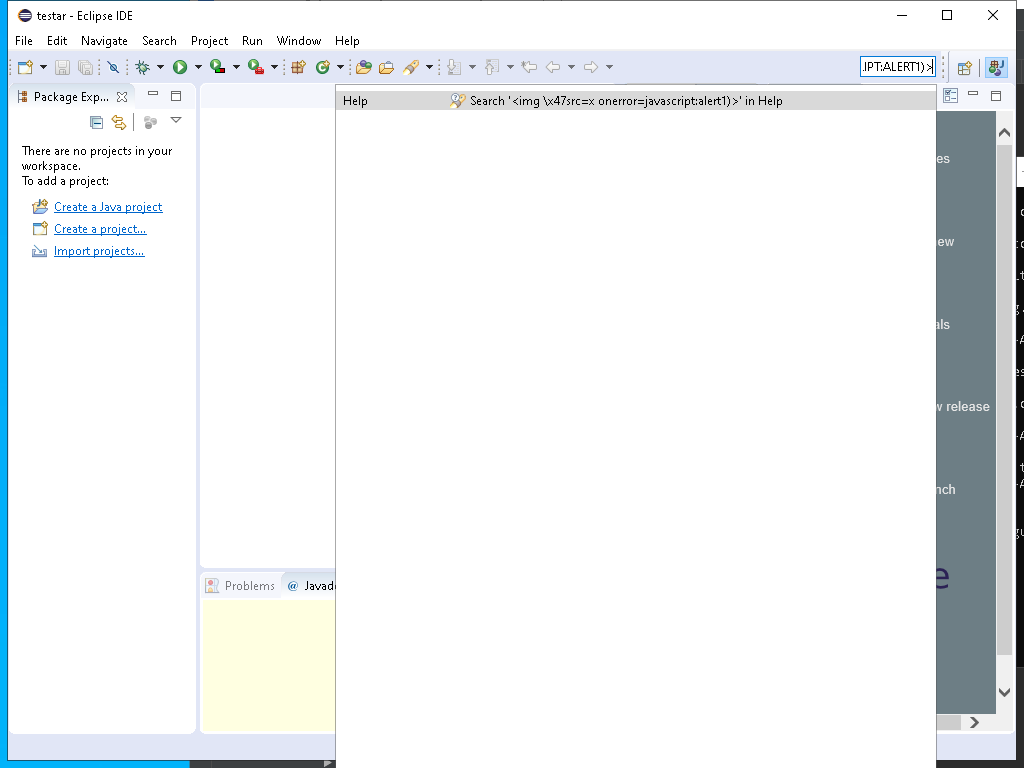 testar - Eclipse IDE
File Edit Navigate Search Project Run Window Help
IPT:ALERT1)>
Package Exp...
Help Search '<img \x47src=x onerror=javascript:alert1)>' in Help
There are no projects in your
workspace.
To add a project:
Create a Java project
Create a project...
Import projects...
es
ew
als
w release
nch
e
Problems @ Javad